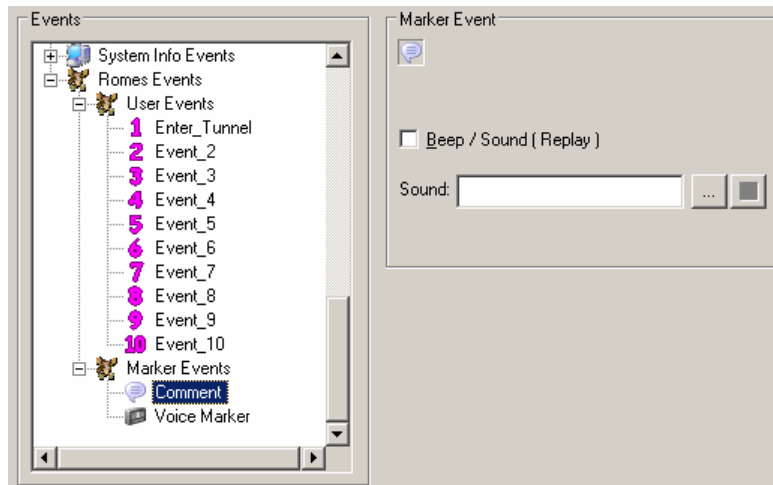 Events
System Info Events
Romes Events
User Events
1 Enter_Tunnel
2 Event_2
3 Event_3
4 Event_4
5 Event_5
6 Event_6
7 Event_7
8 Event_8
9 Event_9
10 Event_10
Marker Events
Comment
Voice Marker
Marker Event
Beep / Sound ( Replay )
Sound:
...